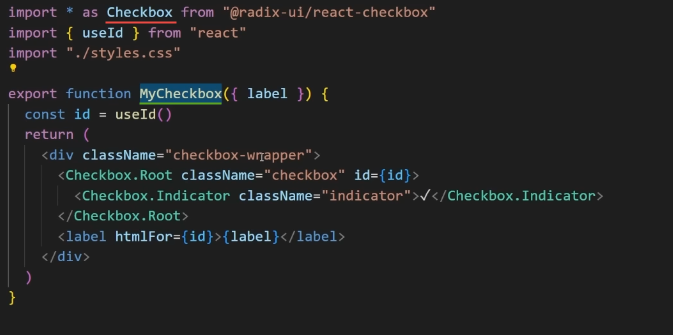 import * as Checkbox from "@radix-ui/react-checkbox"
import { useId } from "react"
import "./styles.css"
export function MyCheckbox({ label }) {
  const id = useId()
  return (
    <div className="checkbox-wrapper">
      <Checkbox.Root className="checkbox" id={id}>
        <Checkbox.Indicator className="indicator">✓</Checkbox.Indicator>
      </Checkbox.Root>
      <label htmlFor={id}>{label}</label>
    </div>
  )
}